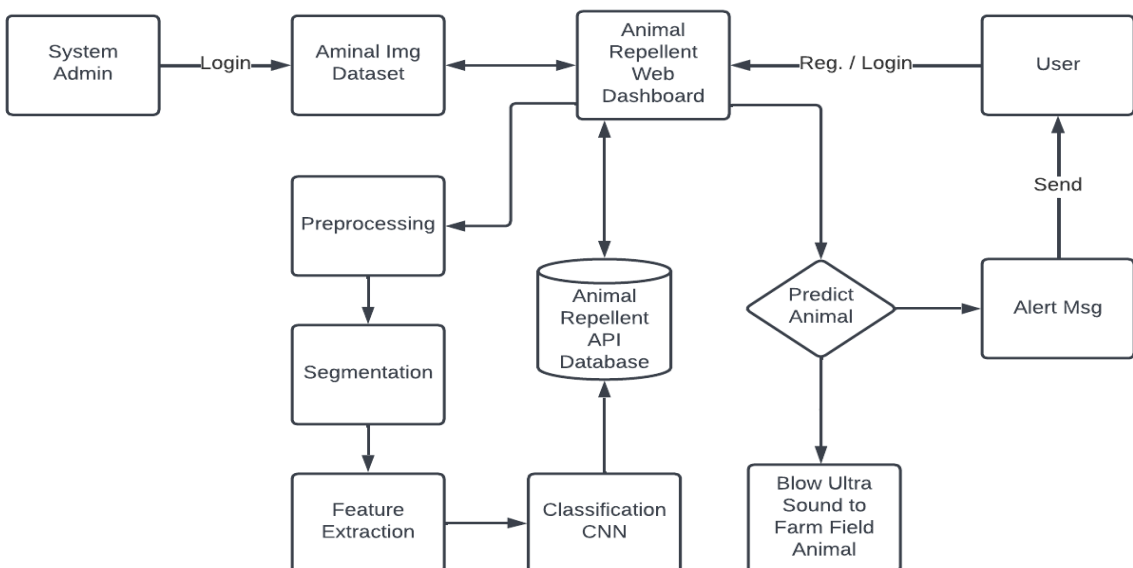 System
Admin
Login
Aminal Img
Dataset
Animal
Repellent
Web
Dashboard
Reg. / Login
User
Preprocessing
Send
Animal
Repellent
API
Database
Predict
Animal
Alert Msg
Segmentation
Feature
Extraction
Classification
CNN
Blow Ultra
Sound to
Farm Field
Animal